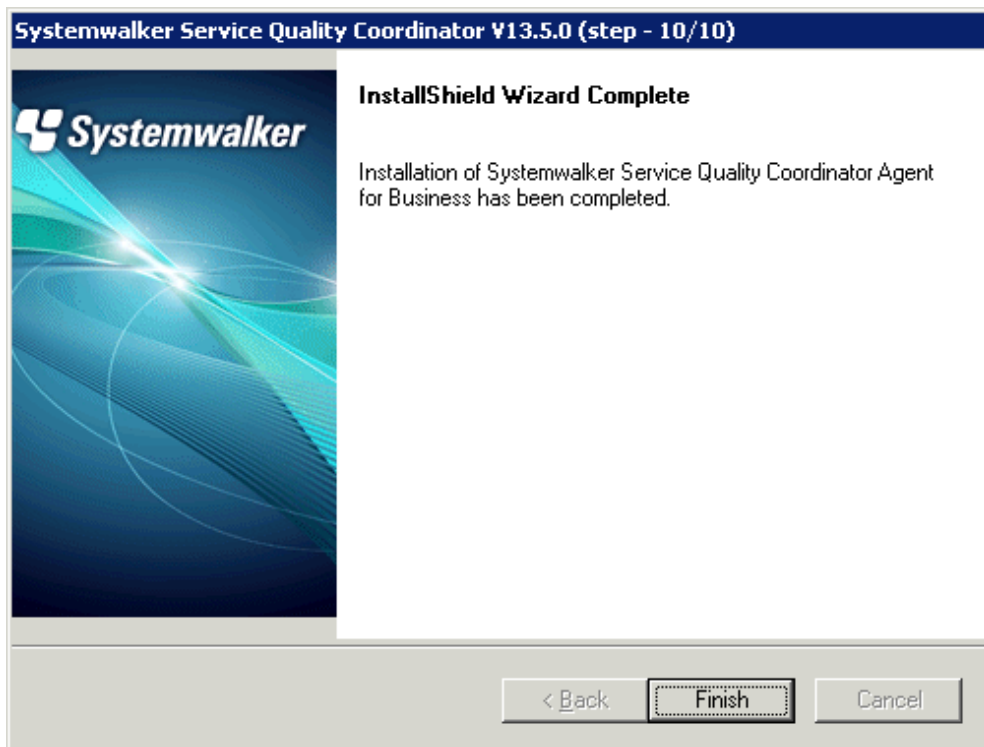 Systemwalker Service Quality Coordinator V13.5.0 (step - 10/10)
Systemwalker
InstallShield Wizard Complete
Installation of Systemwalker Service Quality Coordinator Agent
for Business has been completed.
< Back
Finish
Cancel